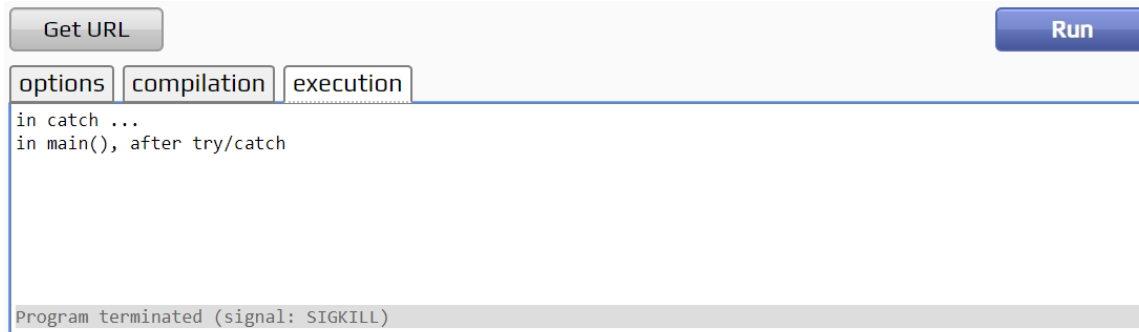 Get URL
Run
options compilation execution
in catch ...
in main(), after try/catch
Program terminated (signal: SIGKILL)